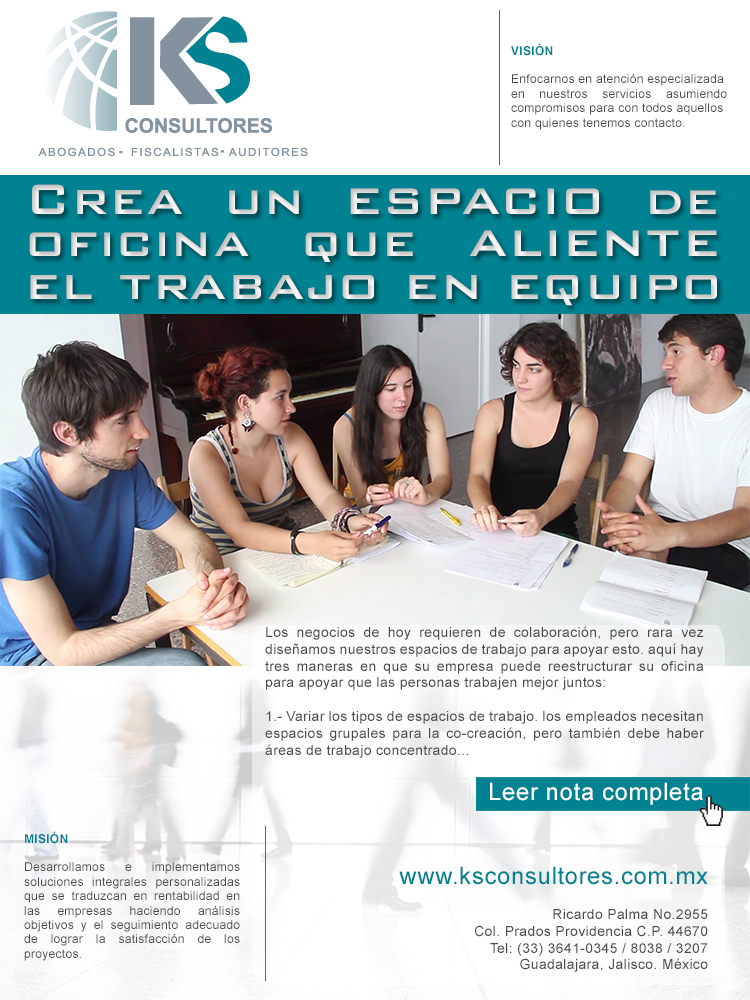 KS
CONSULTORES
ABOGADOS• FISCALISTAS• AUDITORES
VISIÓN
Enfocarnos en atención especializada
en nuestros servicios asumiendo
compromisos para con todos aquellos
con quienes tenemos contacto.
CREA UN ESPACIO DE
OFICINA QUE ALIENTE
EL TRABAJO EN EQUIPO
Los negocios de hoy requieren de colaboración, pero rara vez
diseñamos nuestros espacios de trabajo para apoyar esto. aquí hay
tres maneras en que su empresa puede reestructurar su oficina
para apoyar que las personas trabajen mejor juntos:
1.- Variar los tipos de espacios de trabajo. los empleados necesitan
espacios grupales para la co-creación, pero también debe haber
áreas de trabajo concentrado...
Leer nota completa
MISIÓN
Desarrollamos e implementamos
soluciones integrales personalizadas
que se traduzcan en rentabilidad en
las empresas haciendo análisis
objetivos y el seguimiento adecuado
de lograr la satisfacción de los
proyectos.
www.ksconsultores.com.mx
Ricardo Palma No.2955
Col. Prados Providencia C.P. 44670
Tel: (33) 3641-0345 / 8038 / 3207
Guadalajara, Jalisco. México